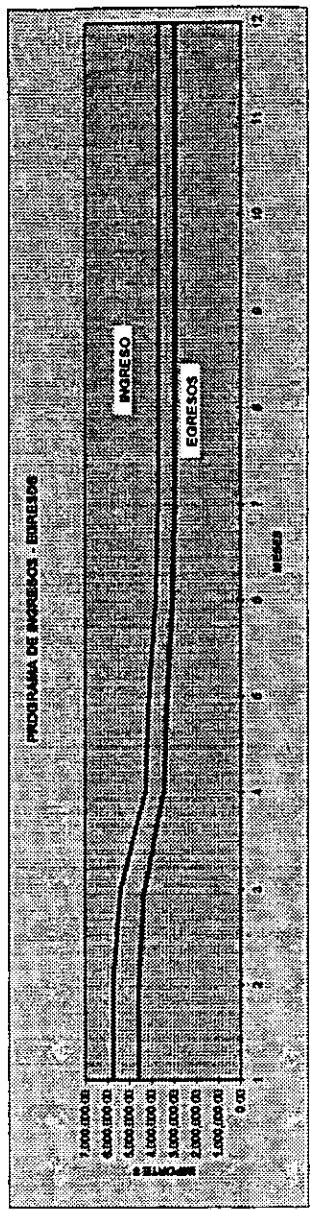 PROGRAMA DE INGRESOS - EGRESOS
IMPORTE $
7,000,000.00
6,000,000.00
5,000,000.00
4,000,000.00
3,000,000.00
2,000,000.00
1,000,000.00
0.00
INGRESO
EGRESOS
1 2 3 4 5 6 7 8 9 10 11 12
MESES